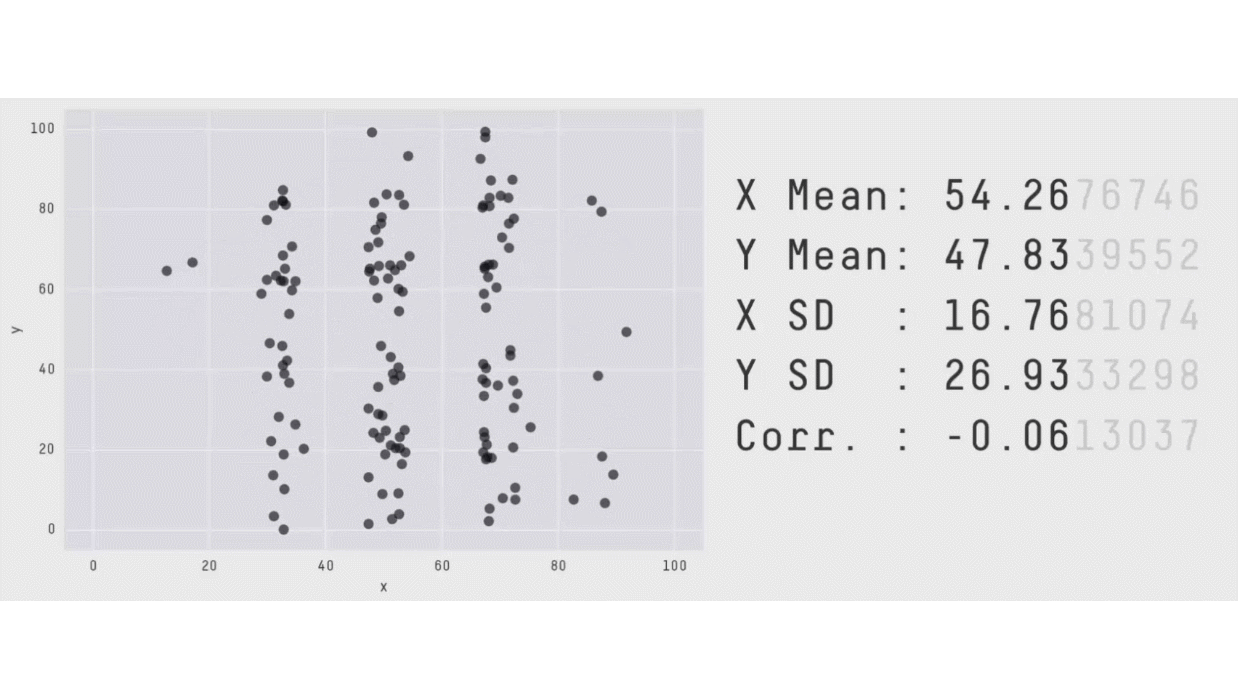 100
80
60
40
20
0
y
0 20 40 60 80 100
x
X Mean: 54.2676746
Y Mean: 47.8339552
X SD : 16.7681074
Y SD : 26.9333298
Corr. : -0.0613037